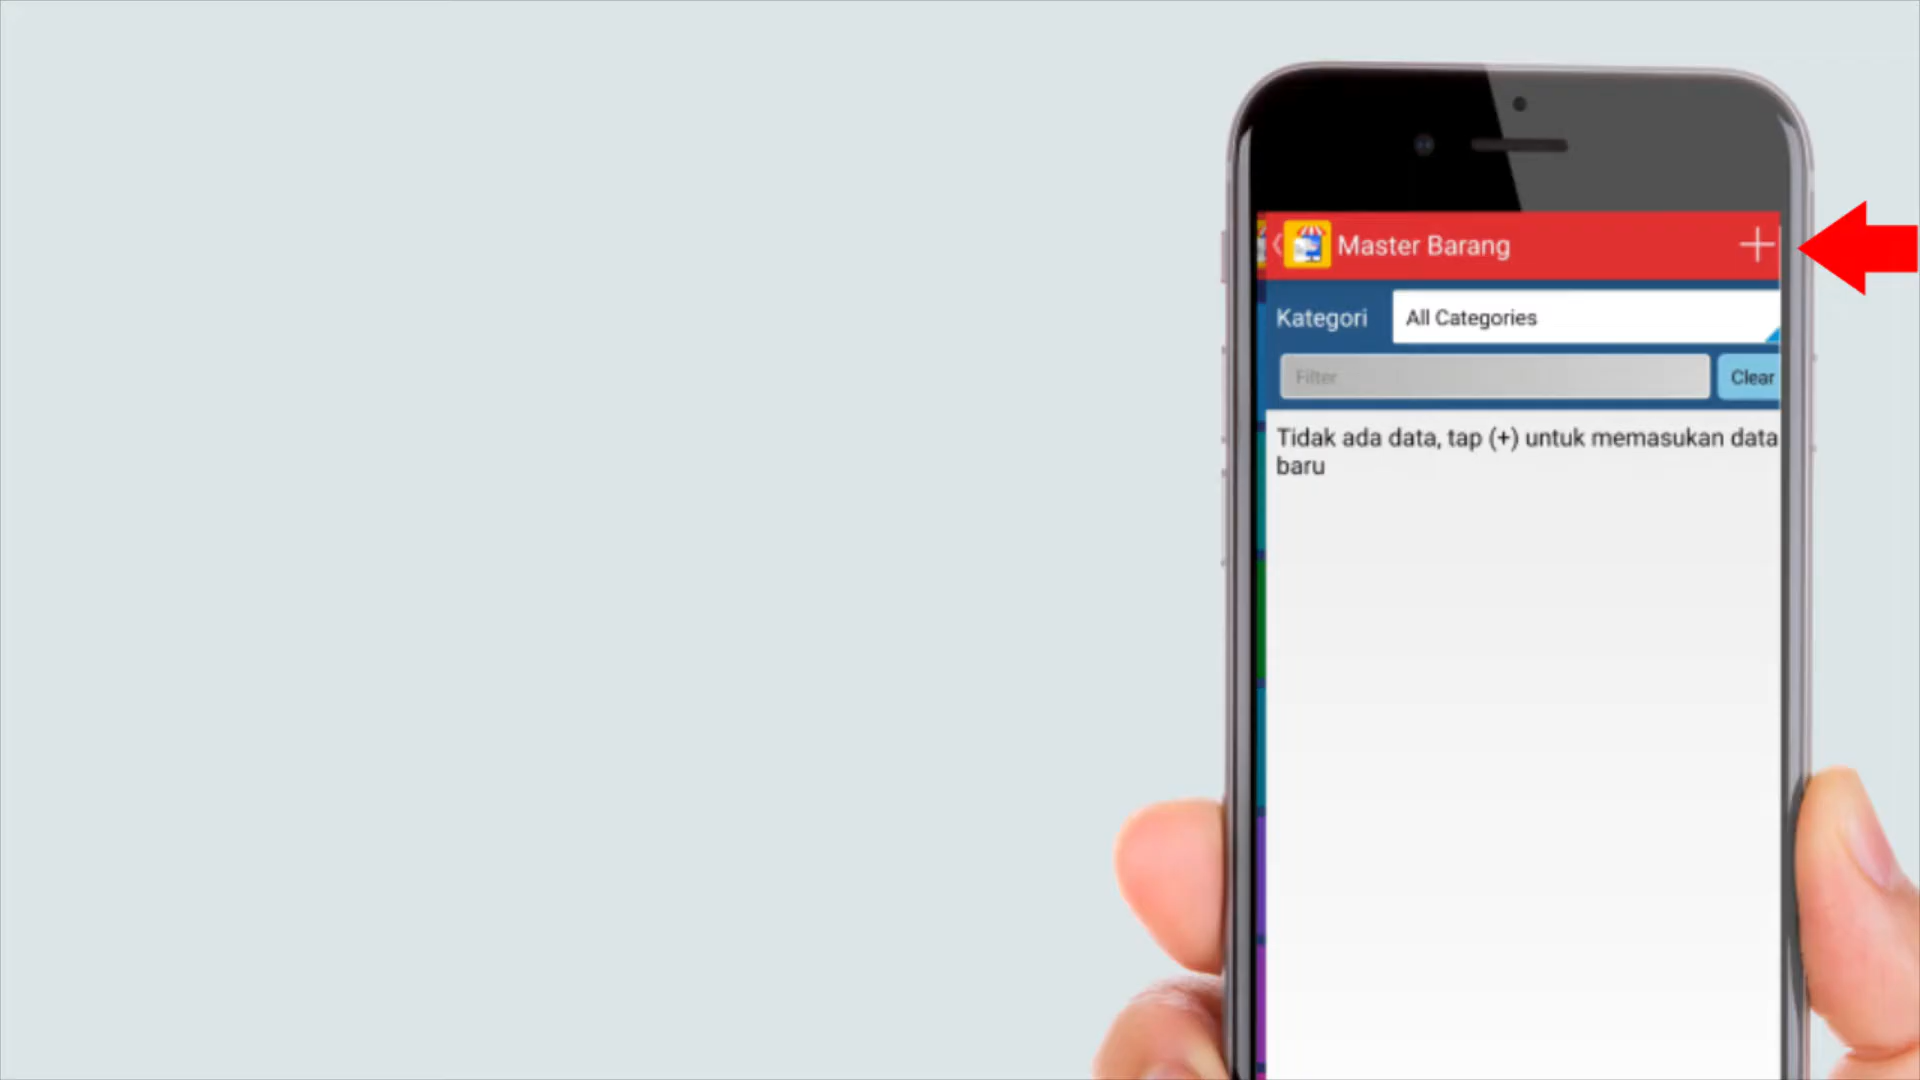 Master Barang
Kategori
All Categories
Filter
Clear
Tidak ada data, tap (+) untuk memasukan data
baru